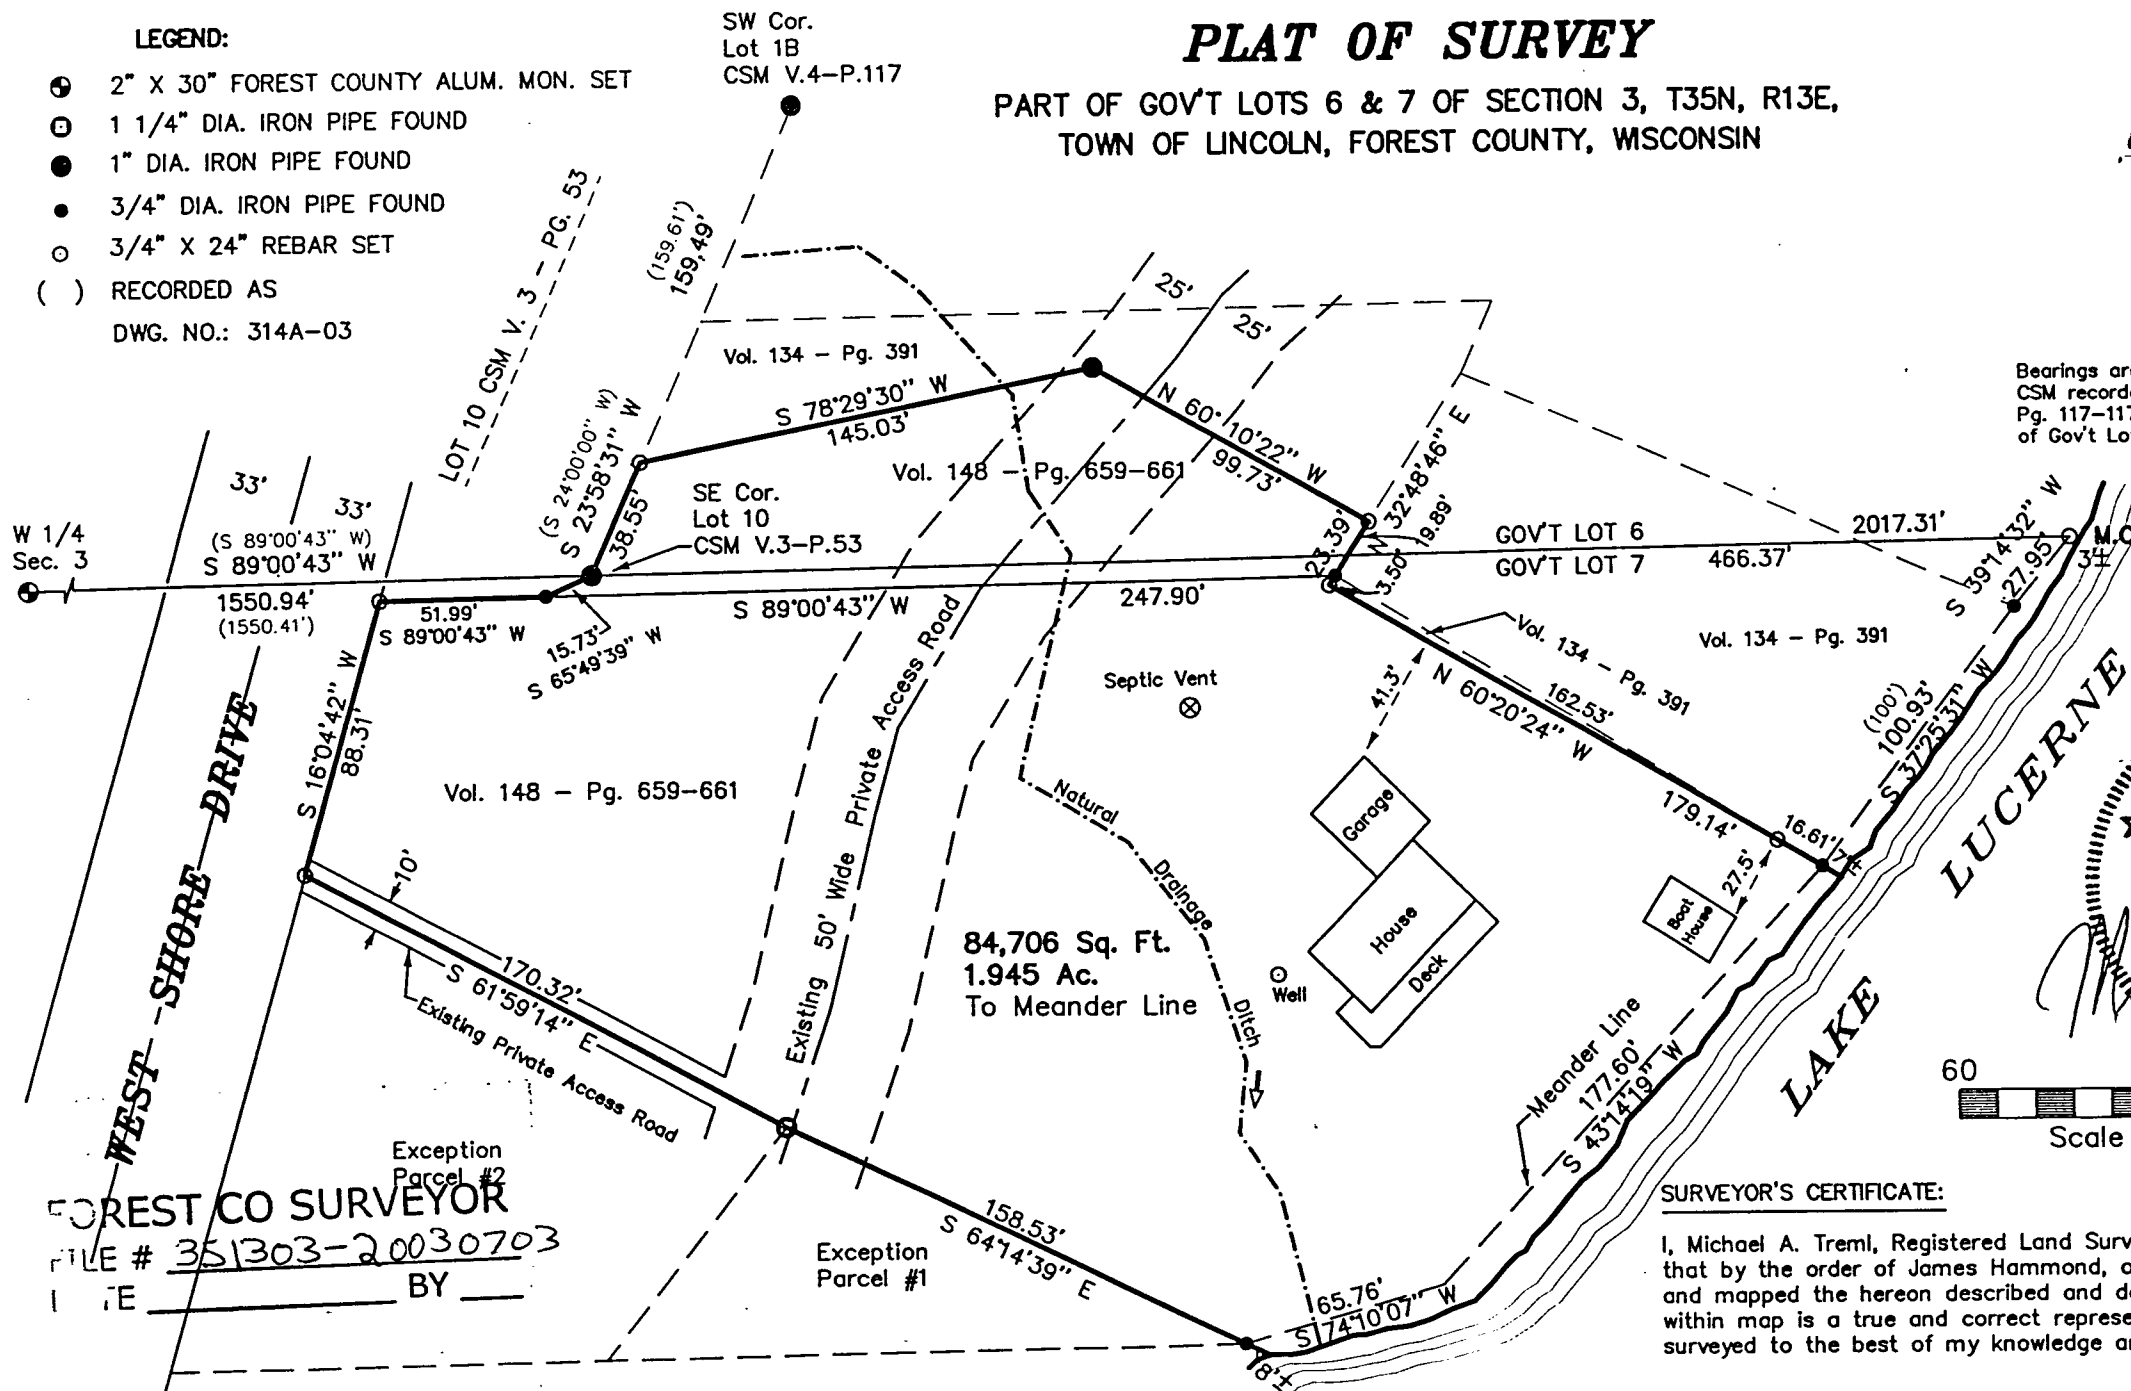 PLAT OF SURVEY
PART OF GOV'T LOTS 6 & 7 OF SECTION 3, T35N, R13E,
TOWN OF LINCOLN, FOREST COUNTY, WISCONSIN
LEGEND:
2" X 30" FOREST COUNTY ALUM. MON. SET
1 1/4" DIA. IRON PIPE FOUND
1" DIA. IRON PIPE FOUND
3/4" DIA. IRON PIPE FOUND
3/4" X 24" REBAR SET
( ) RECORDED AS
DWG. NO.: 314A-03
SW Cor.
Lot 1B
CSM V.4-P.117
LOT 10 CSM V. 3 - PG. 53
(159.61')
159.49'
25'
25'
Vol. 134 - Pg. 391
S 78°29'30" W
145.03'
N 60°10'22" W
99.73'
Vol. 148 - Pg. 659-661
(S 24°00'00" W)
S 23°58'31" W
38.55'
SE Cor.
Lot 10
CSM V.3-P.53
N 32°48'46" E
19.89'
23.39'
3.50'
Bearings ar
CSM record
Pg. 117-117
of Gov't Lo
W 1/4
Sec. 3
33'
33'
(S 89°00'43" W)
S 89°00'43" W
1550.94'
(1550.41')
51.99'
S 89°00'43" W
15.73'
S 65°49'39" W
S 89°00'43" W
247.90'
GOV'T LOT 6
GOV'T LOT 7
2017.31'
466.37'
M.C
3'±
S 39°14'32" W
27.95'
Vol. 134 - Pg. 391
Vol. 134 - Pg. 391
(100')
100.93'
S 37°25'31" W
S 16°04'42" W
88.31'
WEST SHORE DRIVE
Vol. 148 - Pg. 659-661
Existing 50' Wide Private Access Road
Septic Vent
41.3'
N 60°20'24" W
162.53'
179.14'
16.61'
7'±
27.5'
Garage
House
Deck
Boat
House
Well
Natural Drainage Ditch
84,706 Sq. Ft.
1.945 Ac.
To Meander Line
10'
170.32'
S 61°59'14" E
Existing Private Access Road
Meander Line
177.60'
S 43°14'19" W
LAKE LUCERNE
60
Scale
Exception
Parcel #2
FOREST CO SURVEYOR
FILE # 351303-20030703
BY
Exception
Parcel #1
158.53'
S 64°14'39" E
65.76'
S 74°10'07" W
8'±
SURVEYOR'S CERTIFICATE:
I, Michael A. Treml, Registered Land Surv
that by the order of James Hammond, a
and mapped the hereon described and d
within map is a true and correct represe
surveyed to the best of my knowledge a